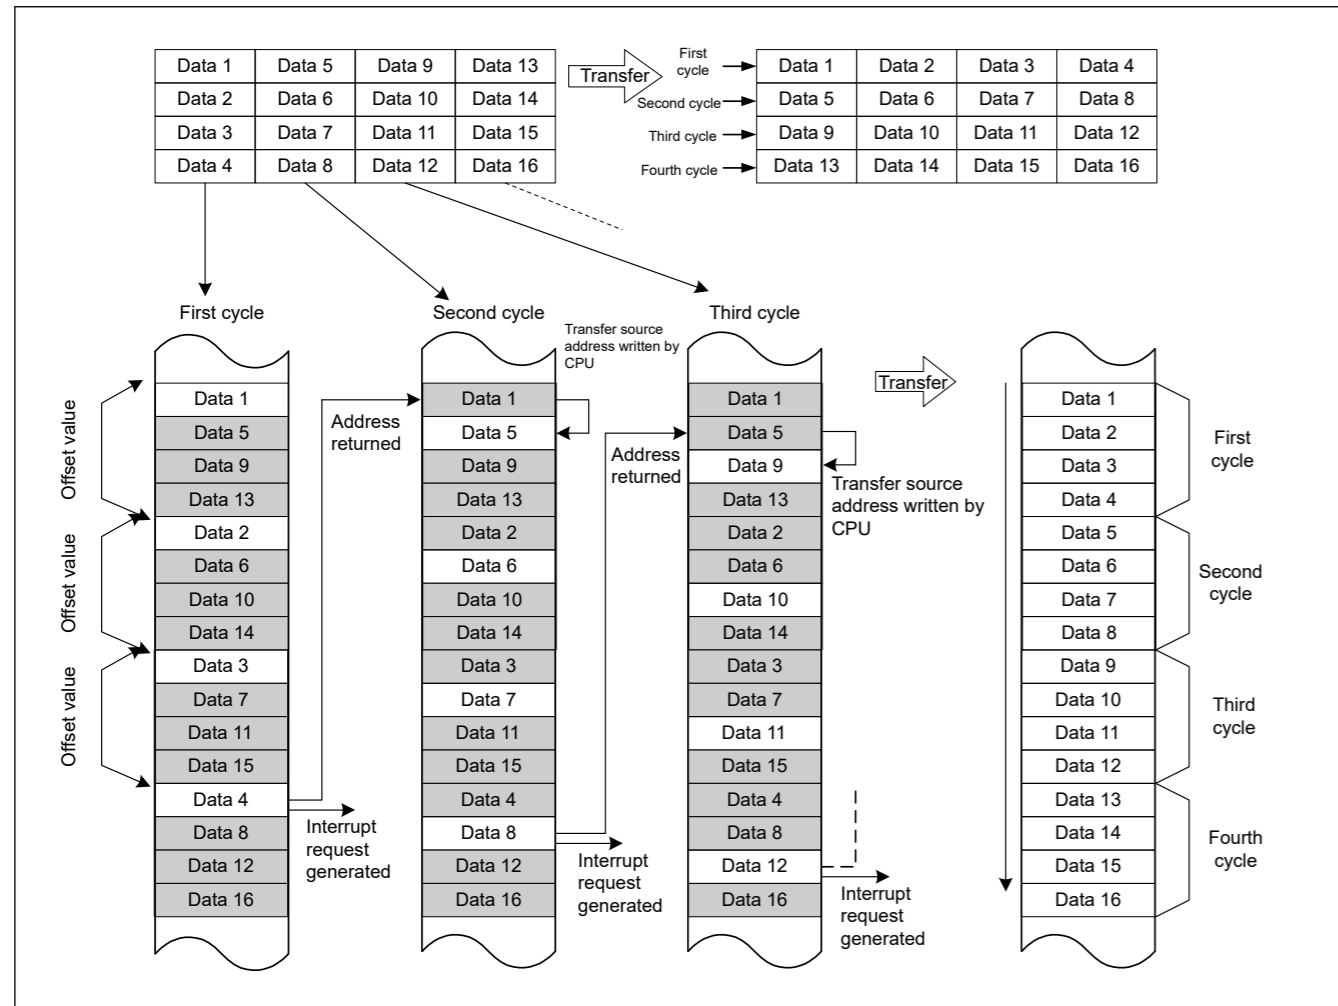 Data 1 Data 5 Data 9 Data 13
Data 2 Data 6 Data 10 Data 14
Data 3 Data 7 Data 11 Data 15
Data 4 Data 8 Data 12 Data 16
Transfer
First
cycle
Second cycle
Third cycle
Fourth cycle
Data 1 Data 2 Data 3 Data 4
Data 5 Data 6 Data 7 Data 8
Data 9 Data 10 Data 11 Data 12
Data 13 Data 14 Data 15 Data 16
First cycle
Offset value
Offset value
Offset value
Data 1
Data 5
Data 9
Data 13
Data 2
Data 6
Data 10
Data 14
Data 3
Data 7
Data 11
Data 15
Data 4
Data 8
Data 12
Data 16
Address
returned
Interrupt
request
generated
Second cycle
Transfer source
address written by
CPU
Data 1
Data 5
Data 9
Data 13
Data 2
Data 6
Data 10
Data 14
Data 3
Data 7
Data 11
Data 15
Data 4
Data 8
Data 12
Data 16
Address
returned
Interrupt
request
generated
Third cycle
Data 1
Data 5
Data 9
Data 13
Data 2
Data 6
Data 10
Data 14
Data 3
Data 7
Data 11
Data 15
Data 4
Data 8
Data 12
Data 16
Transfer source
address written by
CPU
Interrupt
request
generated
Transfer
Data 1
Data 2
Data 3
Data 4
Data 5
Data 6
Data 7
Data 8
Data 9
Data 10
Data 11
Data 12
Data 13
Data 14
Data 15
Data 16
First
cycle
Second
cycle
Third
cycle
Fourth
cycle